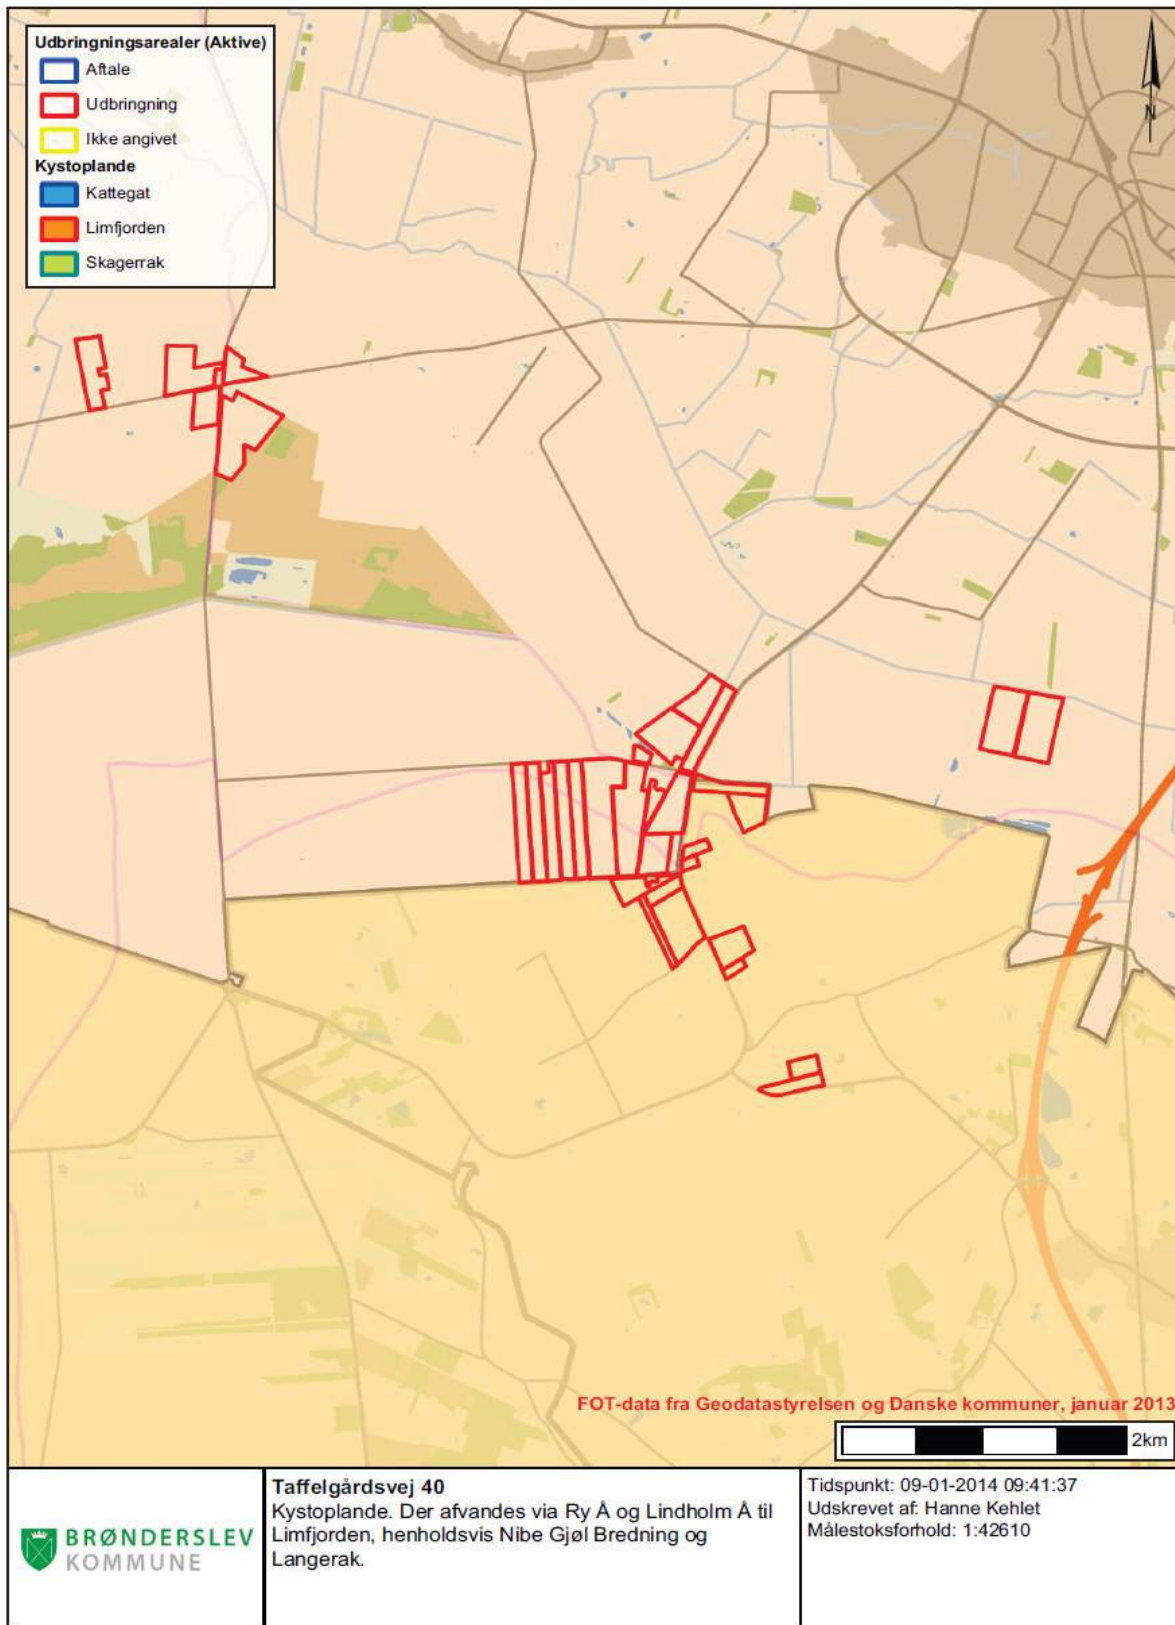 Udbringningsarealer (Aktive)
Aftale
Udbringning
Ikke angivet
Kystoplande
Kattegat
Limfjorden
Skagerrak
N
FOT-data fra Geodatastyrelsen og Danske kommuner, januar 2013
2km
BRØNDERSLEV
KOMMUNE
Taffelgårdsvej 40
Kystoplande. Der afvandes via Ry Å og Lindholm Å til
Limfjorden, henholdsvis Nibe Gjøl Bredning og
Langerak.
Tidspunkt: 09-01-2014 09:41:37
Udskrevet af: Hanne Kehlet
Målestoksforhold: 1:42610